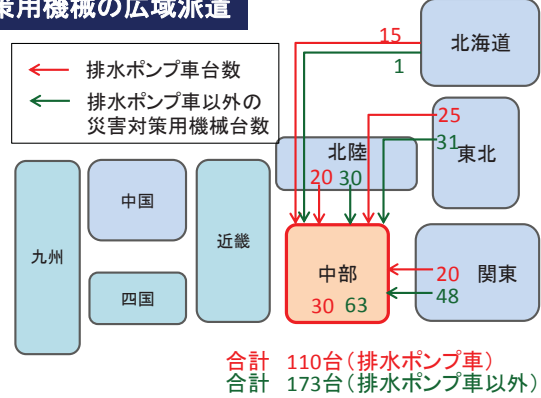 策用機械の広域派遣
排水ポンプ車台数
排水ポンプ車以外の
災害対策用機械台数
15
1
北海道
25
31
東北
北陸
20 30
九州
中国
四国
近畿
中部
30 63
20
48
関東
合計 110台(排水ポンプ車)
合計 173台(排水ポンプ車以外)